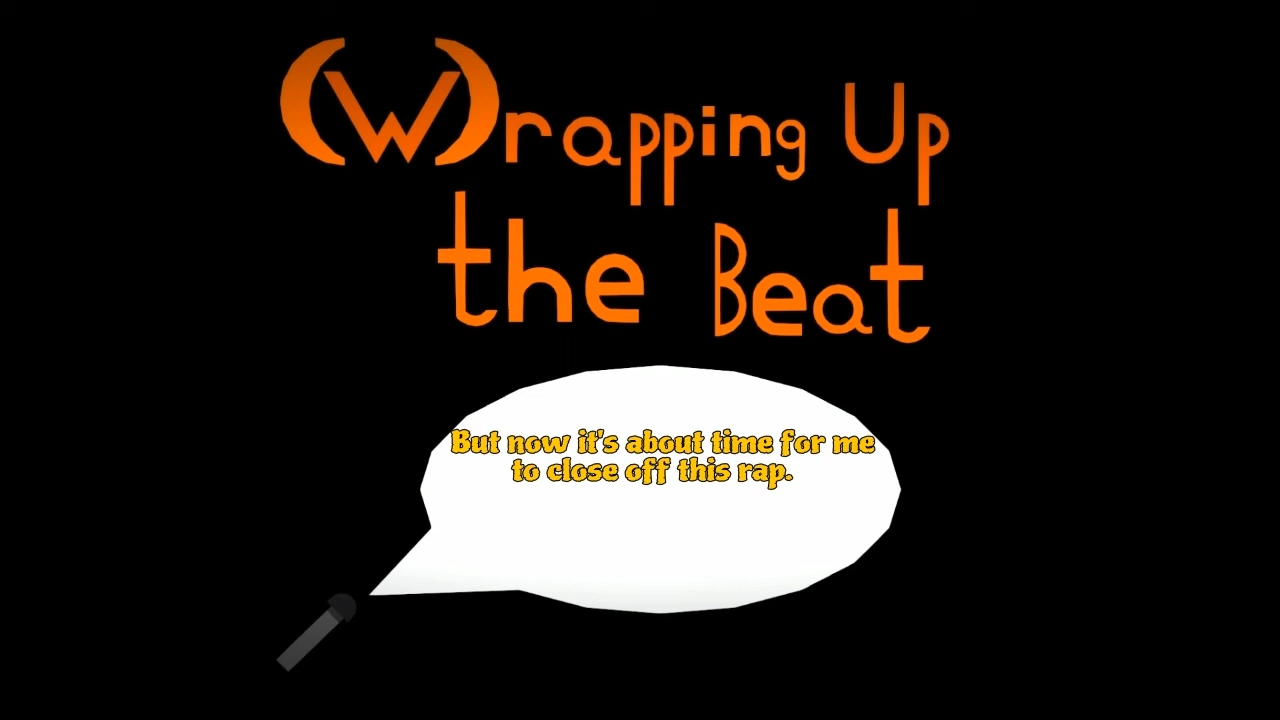 (W)rapping Up
the Beat
But now it's about time for me
to close off this rap.